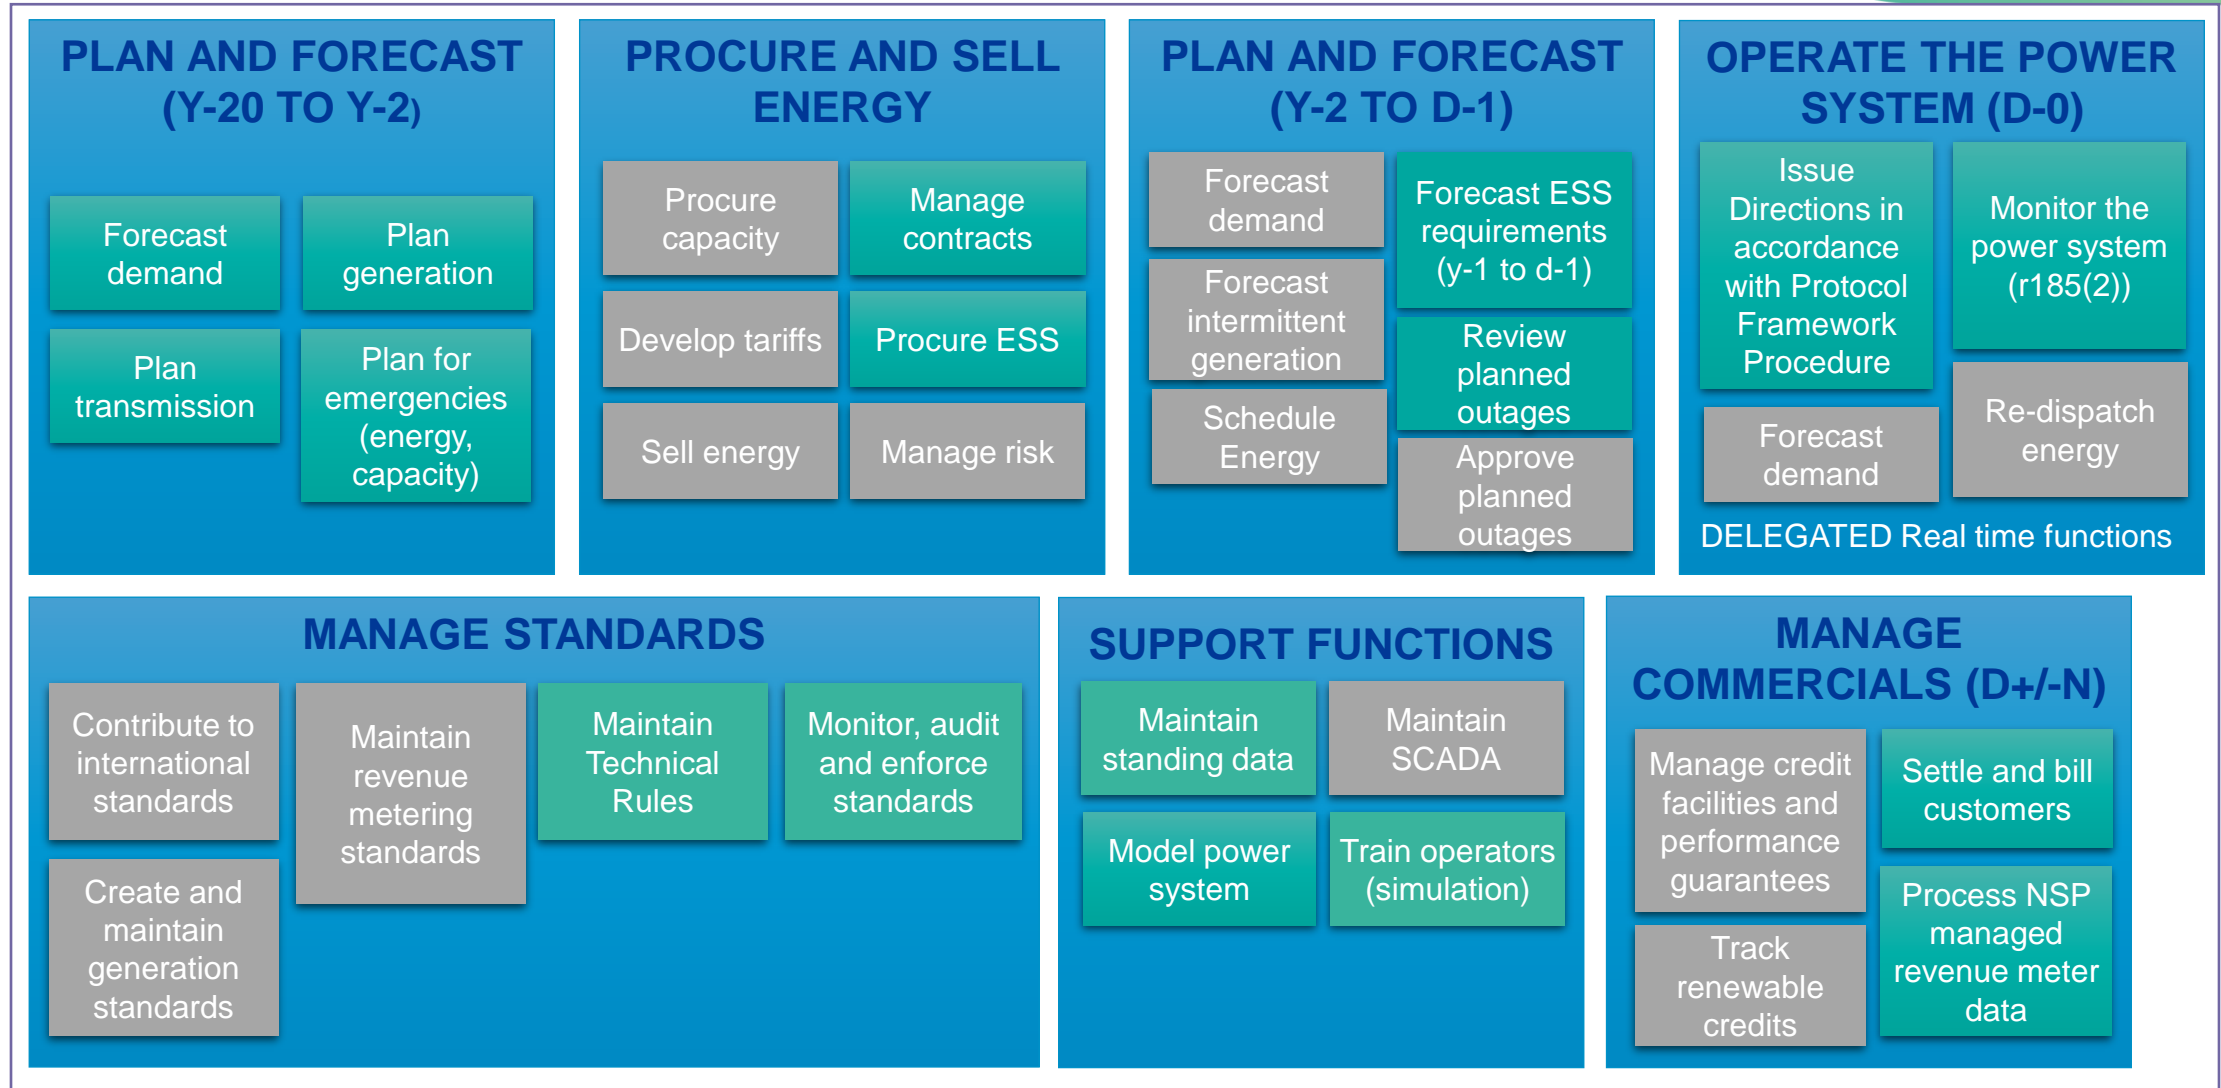 PLAN AND FORECAST
(Y-20 TO Y-2)
Forecast
demand
Plan
generation
Plan
transmission
Plan for
emergencies
(energy,
capacity)
PROCURE AND SELL
ENERGY
Procure
capacity
Manage
contracts
Develop tariffs
Procure ESS
Sell energy
Manage risk
PLAN AND FORECAST
(Y-2 TO D-1)
Forecast
demand
Forecast ESS
requirements
(y-1 to d-1)
Forecast
intermittent
generation
Review
planned
outages
Schedule
Energy
Approve
planned
outages
OPERATE THE POWER
SYSTEM (D-0)
Issue
Directions in
accordance
with Protocol
Framework
Procedure
Monitor the
power system
(r185(2))
Forecast
demand
Re-dispatch
energy
DELEGATED Real time functions
MANAGE STANDARDS
Contribute to
international
standards
Maintain
revenue
metering
standards
Maintain
Technical
Rules
Monitor, audit
and enforce
standards
Create and
maintain
generation
standards
SUPPORT FUNCTIONS
Maintain
standing data
Maintain
SCADA
Model power
system
Train operators
(simulation)
MANAGE
COMMERCIALS (D+/-N)
Manage credit
facilities and
performance
guarantees
Settle and bill
customers
Track
renewable
credits
Process NSP
managed
revenue meter
data